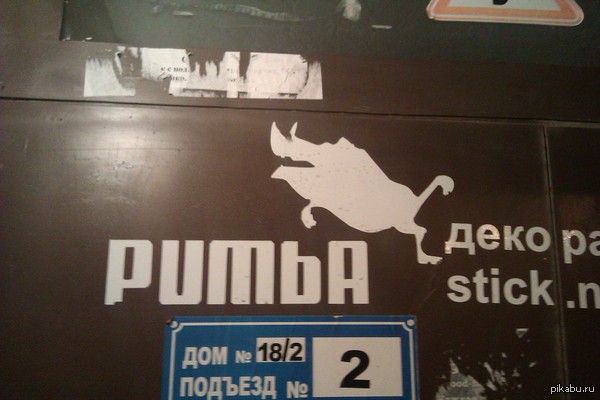 PUMbA
деко ра
stick .n
ДОМ № 18/2
ПОДЪЕЗД № 2
pikabu.ru